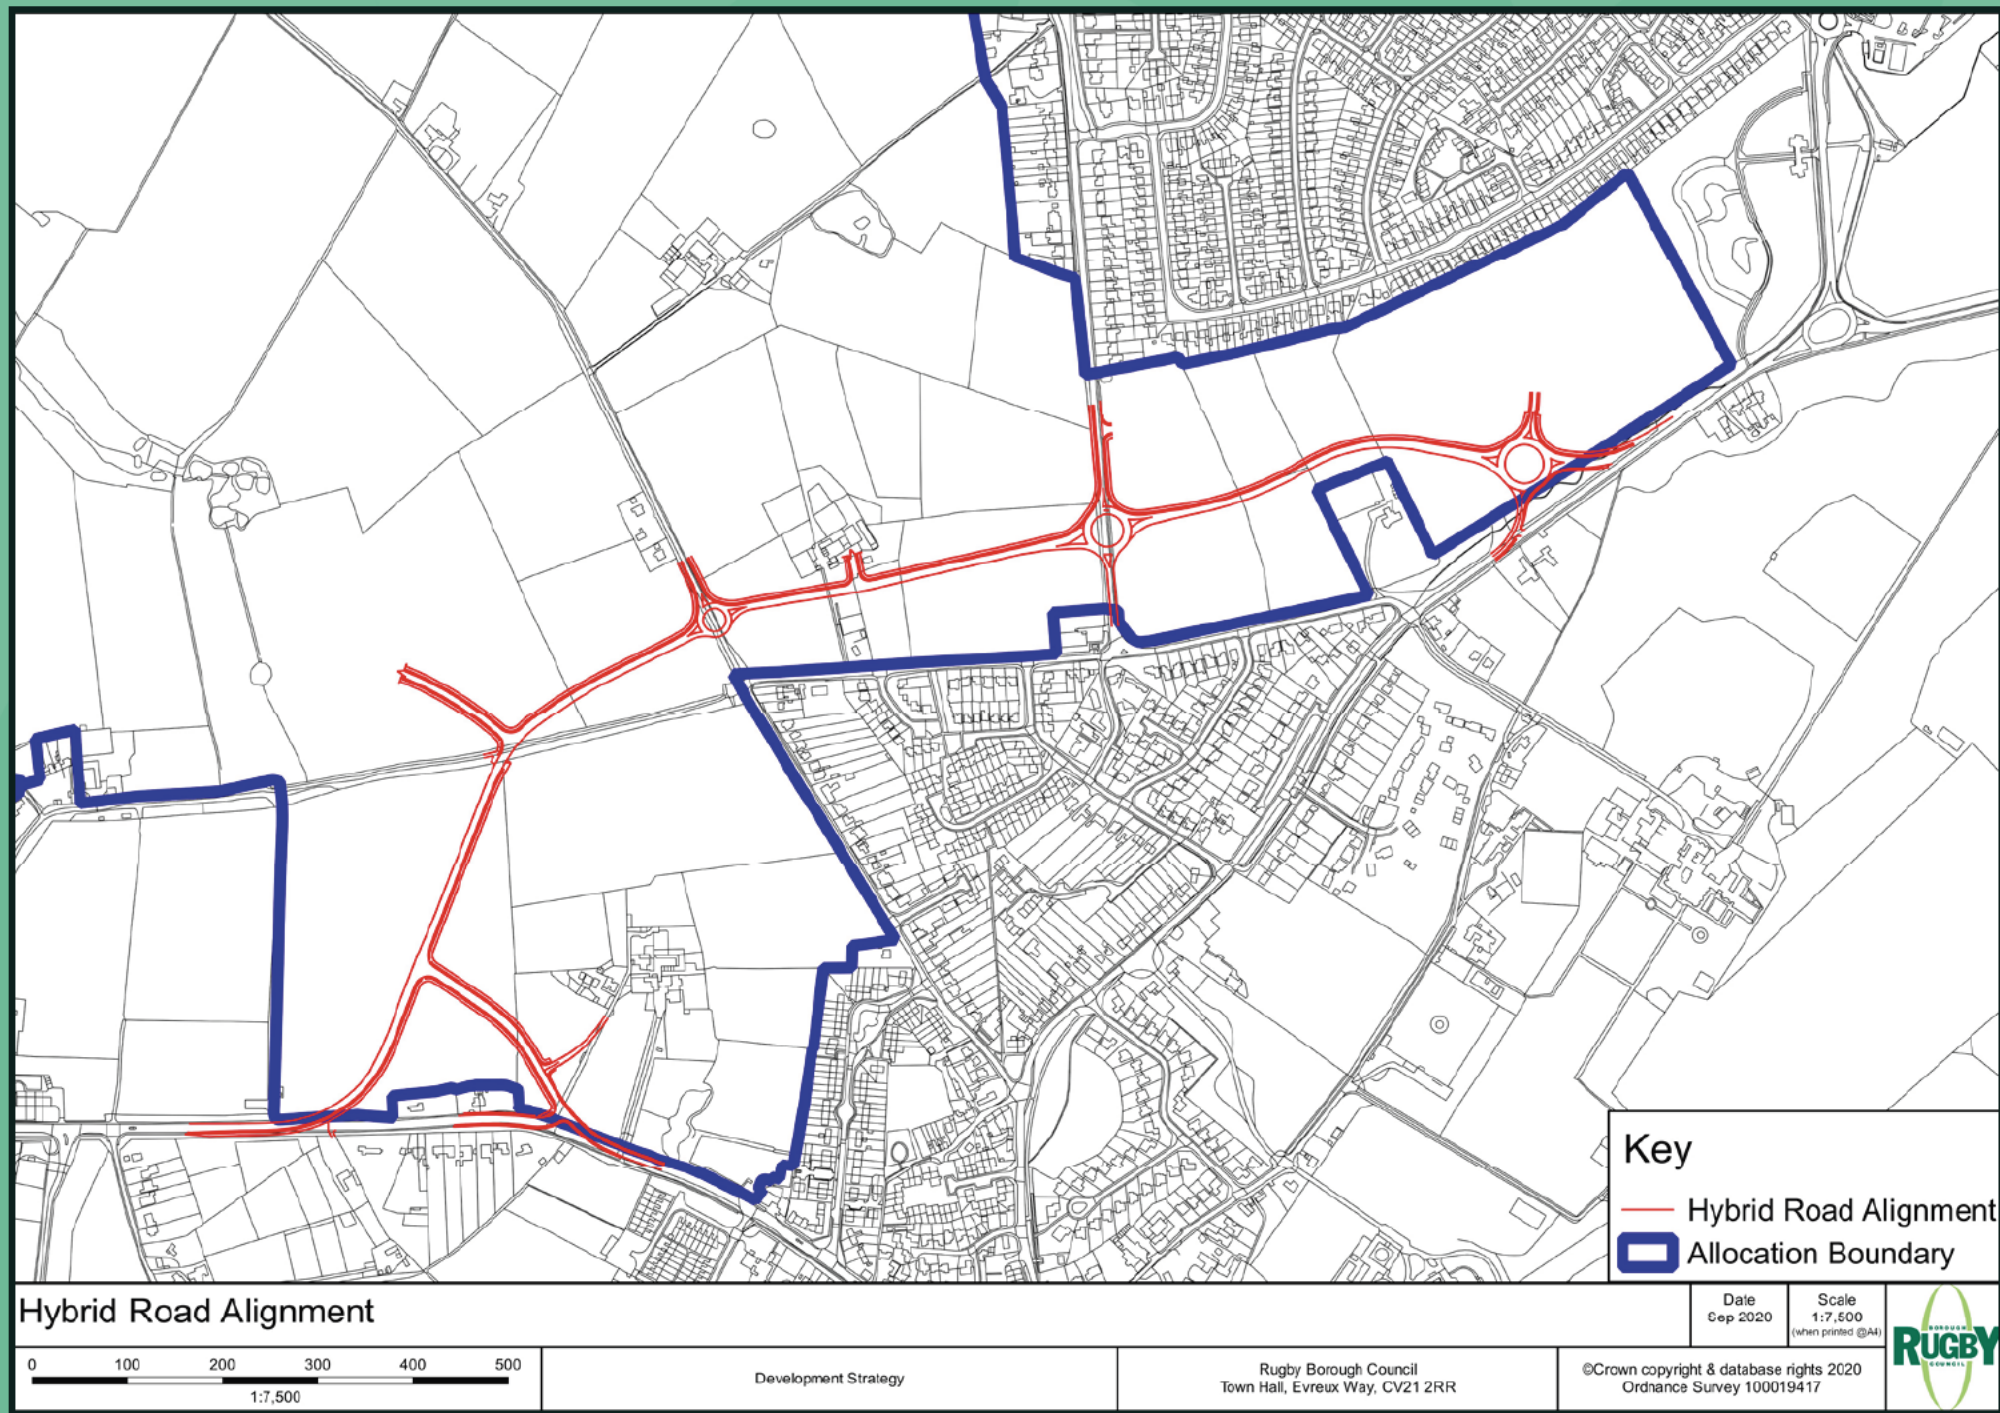 Key
Hybrid Road Alignment
Allocation Boundary
Hybrid Road Alignment
Date
Sep 2020
Scale
1:7,500
(when printed @A4)
BOROUGH
RUGBY
COUNCIL
0 100 200 300 400 500
1:7,500
Development Strategy
Rugby Borough Council
Town Hall, Evreux Way, CV21 2RR
©Crown copyright & database rights 2020
Ordnance Survey 100019417